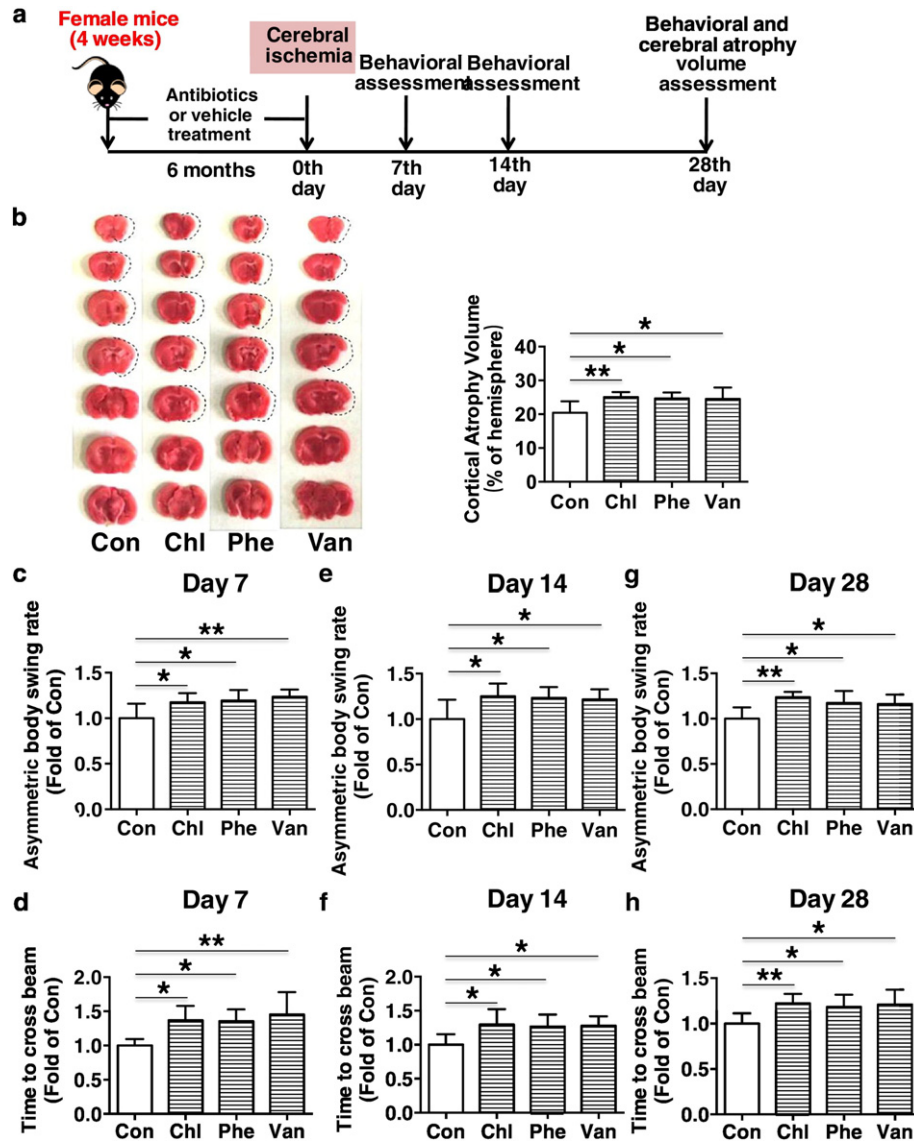 a
Female mice
(4 weeks)
Cerebral
ischemia
Behavioral
assessment
Behavioral
assessment
Behavioral and
cerebral atrophy
volume
assessment
Antibiotics
or vehicle
treatment
6 months
0th
day
7th
day
14th
day
28th
day
b
Con Chl Phe Van
Cortical Atrophy Volume
(% of hemisphere)
40
30
20
10
0
*
*
**
Con Chl Phe Van
c
Day 7
Asymmetric body swing rate
(Fold of Con)
1.5
1.0
0.5
0.0
**
*
*
Con Chl Phe Van
e
Day 14
Asymmetric body swing rate
(Fold of Con)
1.5
1.0
0.5
0.0
*
*
*
Con Chl Phe Van
g
Day 28
Asymmetric body swing rate
(Fold of Con)
1.5
1.0
0.5
0.0
*
*
**
Con Chl Phe Van
d
Day 7
Time to cross beam
(Fold of Con)
2.0
1.5
1.0
0.5
0.0
**
*
*
Con Chl Phe Van
f
Day 14
Time to cross beam
(Fold of Con)
2.0
1.5
1.0
0.5
0.0
*
*
*
Con Chl Phe Van
h
Day 28
Time to cross beam
(Fold of Con)
1.5
1.0
0.5
0.0
*
*
**
Con Chl Phe Van